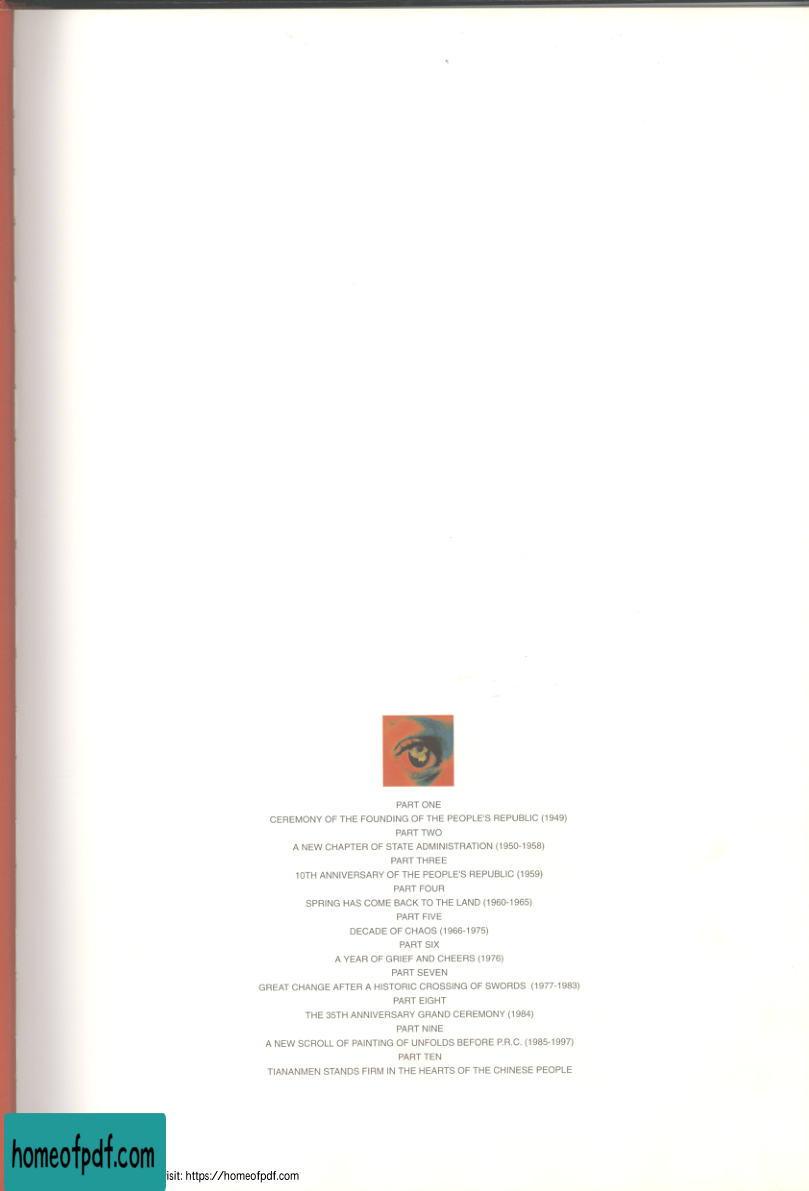 PART ONE
CEREMONY OF THE FOUNDING OF THE PEOPLE'S REPUBLIC (1949)
PART TWO
A NEW CHAPTER OF STATE ADMINISTRATION (1950-1958)
PART THREE
10TH ANNIVERSARY OF THE PEOPLE'S REPUBLIC (1959)
PART FOUR
SPRING HAS COME BACK TO THE LAND (1960-1965)
PART FIVE
DECADE OF CHAOS (1966-1975)
PART SIX
A YEAR OF GRIEF AND CHEERS (1976)
PART SEVEN
GREAT CHANGE AFTER A HISTORIC CROSSING OF SWORDS (1977-1983)
PART EIGHT
THE 35TH ANNIVERSARY GRAND CEREMONY (1984)
PART NINE
A NEW SCROLL OF PAINTING OF UNFOLDS BEFORE P.R.C. (1985-1997)
PART TEN
TIANANMEN STANDS FIRM IN THE HEARTS OF THE CHINESE PEOPLE
homeofpdf.com
isit: https://homeofpdf.com